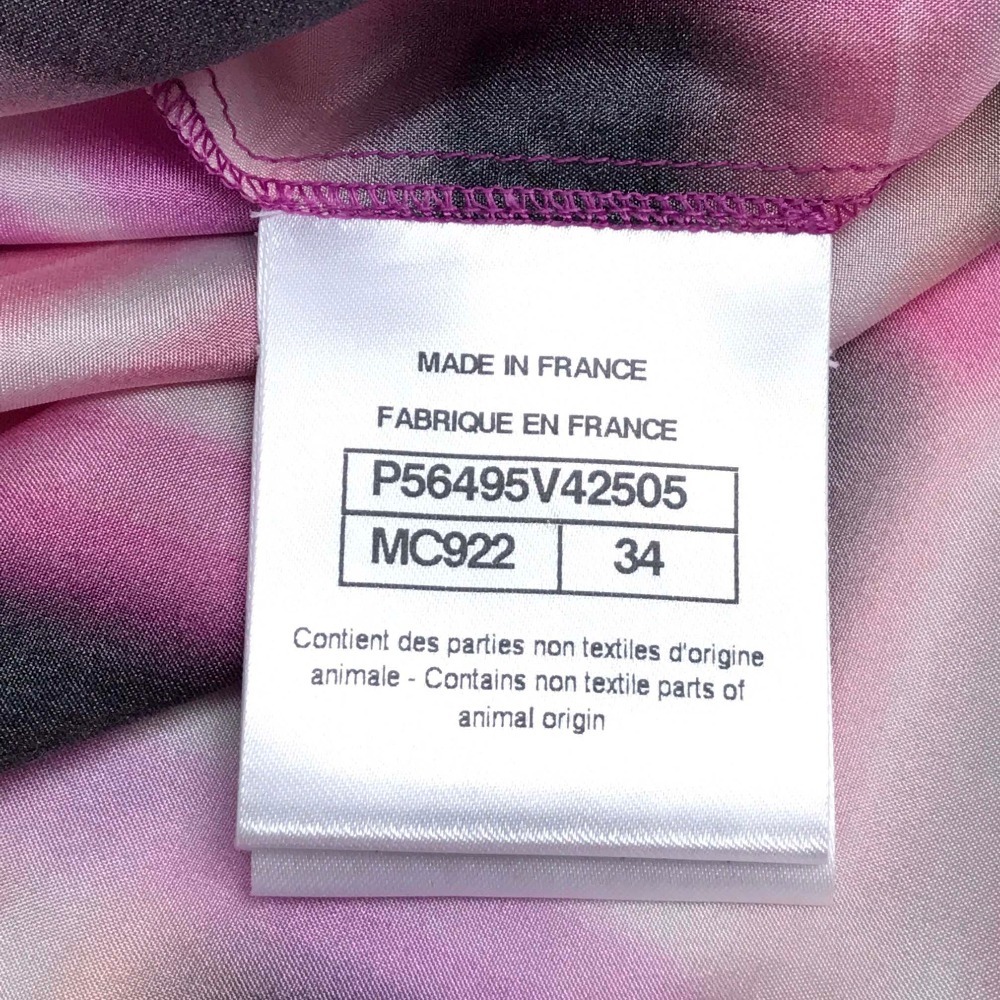 MADE IN FRANCE
FABRIQUE EN FRANCE
P56495V42505
MC922 34
Contient des parties non textiles d'origine
animale - Contains non textile parts of
animal origin